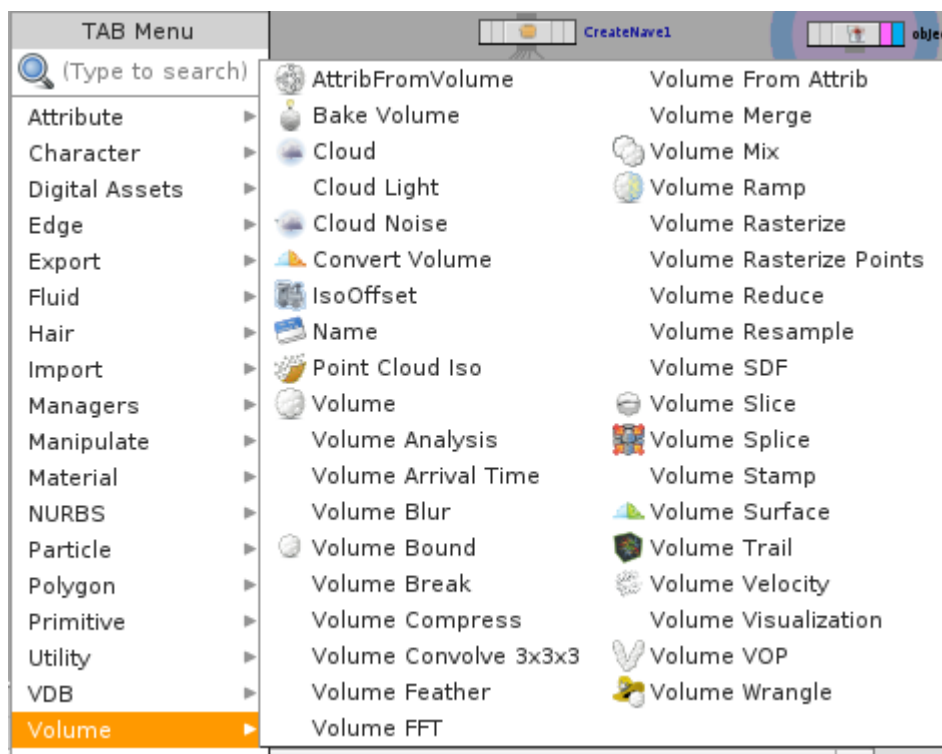 TAB Menu
CreateNave1
obje
(Type to search)
Attribute
Character
Digital Assets
Edge
Export
Fluid
Hair
Import
Managers
Manipulate
Material
NURBS
Particle
Polygon
Primitive
Utility
VDB
Volume
AttribFromVolume
Bake Volume
Cloud
Cloud Light
Cloud Noise
Convert Volume
IsoOffset
Name
Point Cloud Iso
Volume
Volume Analysis
Volume Arrival Time
Volume Blur
Volume Bound
Volume Break
Volume Compress
Volume Convolve 3x3x3
Volume Feather
Volume FFT
Volume From Attrib
Volume Merge
Volume Mix
Volume Ramp
Volume Rasterize
Volume Rasterize Points
Volume Reduce
Volume Resample
Volume SDF
Volume Slice
Volume Splice
Volume Stamp
Volume Surface
Volume Trail
Volume Velocity
Volume Visualization
Volume VOP
Volume Wrangle